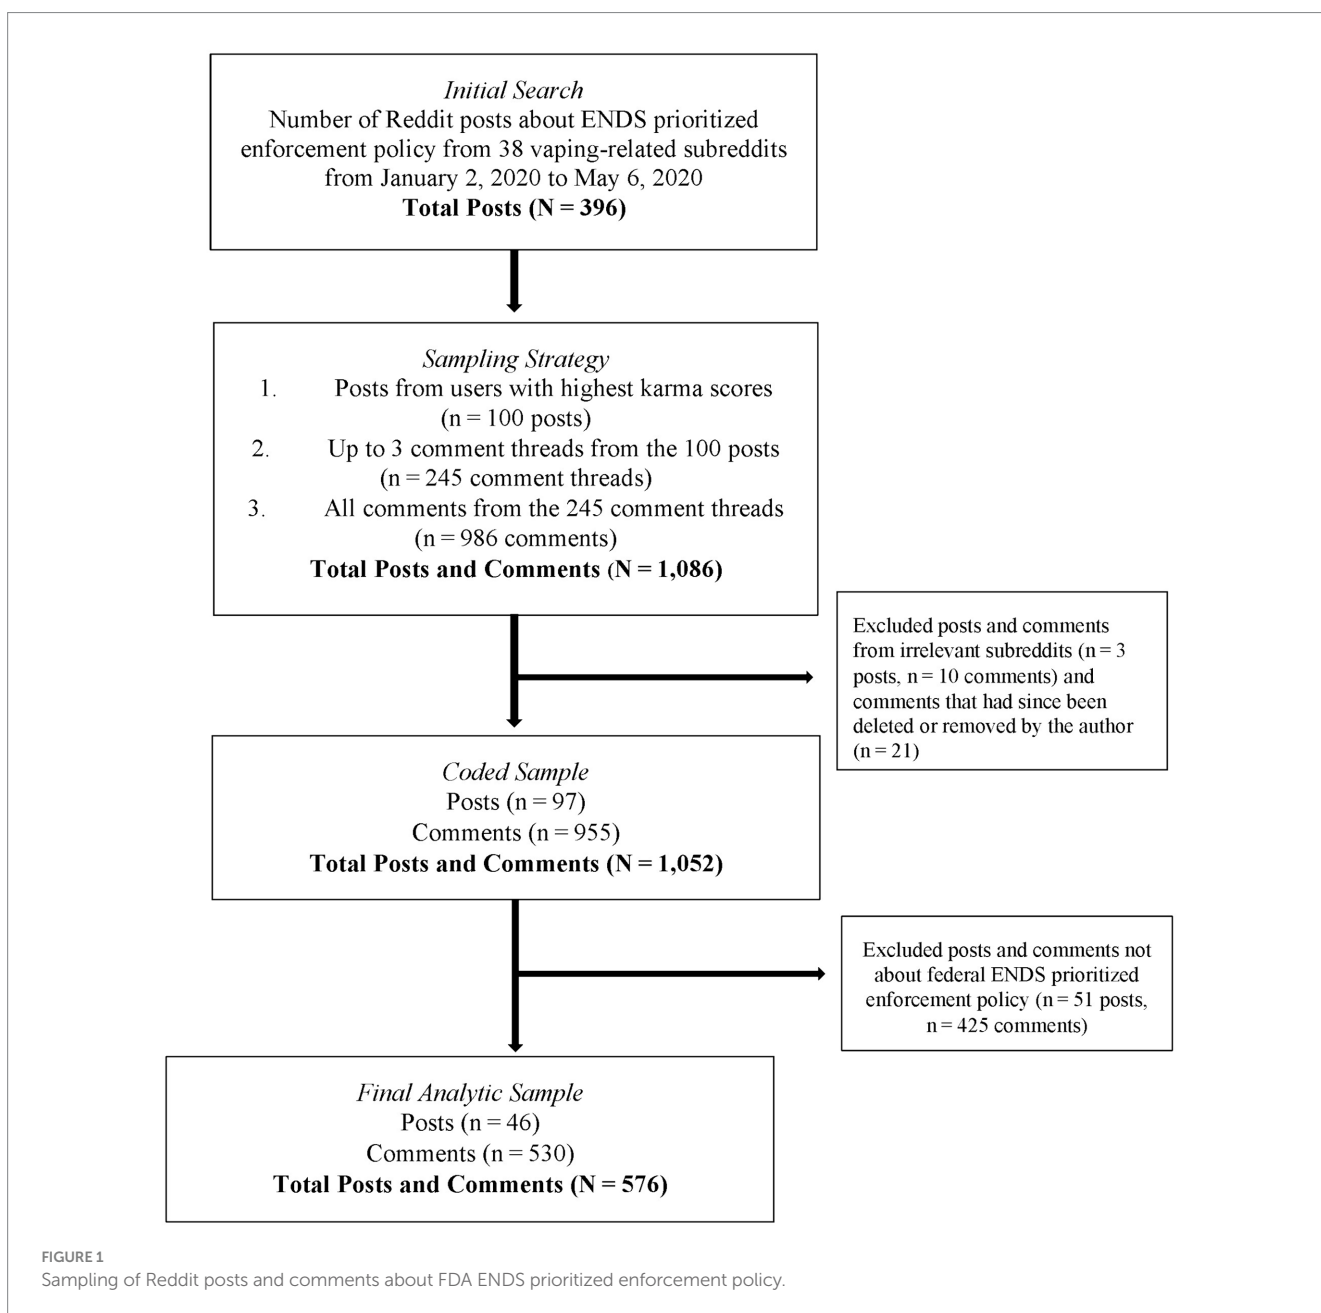 Initial Search
Number of Reddit posts about ENDS prioritized
enforcement policy from 38 vaping-related subreddits
from January 2, 2020 to May 6, 2020
Total Posts (N = 396)
Sampling Strategy
1. Posts from users with highest karma scores
(n = 100 posts)
2. Up to 3 comment threads from the 100 posts
(n = 245 comment threads)
3. All comments from the 245 comment threads
(n = 986 comments)
Total Posts and Comments (N = 1,086)
Excluded posts and comments
from irrelevant subreddits (n = 3
posts, n = 10 comments) and
comments that had since been
deleted or removed by the author
(n = 21)
Coded Sample
Posts (n = 97)
Comments (n = 955)
Total Posts and Comments (N = 1,052)
Excluded posts and comments not
about federal ENDS prioritized
enforcement policy (n = 51 posts,
n = 425 comments)
Final Analytic Sample
Posts (n = 46)
Comments (n = 530)
Total Posts and Comments (N = 576)
FIGURE 1
Sampling of Reddit posts and comments about FDA ENDS prioritized enforcement policy.